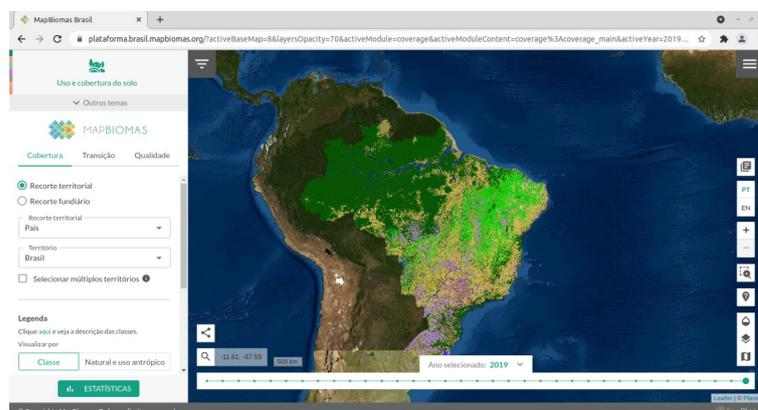 MapBiomas Brasil
plataforma.brasil.mapbiomas.org/?activeBaseMap=8&layersOpacity=70&activeModule=coverage&activeModuleContent=coverage%3Acoverage_main&activeYear=2019...
Uso e cobertura do solo
Outros temas
MAPBIOMAS
Cobertura Transição Qualidade
Recorte territorial
Recorte fundiário
Recorte territorial
País
Território
Brasil
Selecionar múltiplos territórios
Legenda
Clique aqui e veja a descrição das classes.
Visualizar por
Classe Natural e uso antrópico
ESTATÍSTICAS
PT
EN
-11.61, -67.59
500 km
Ano selecionado: 2019
Leaflet | ©